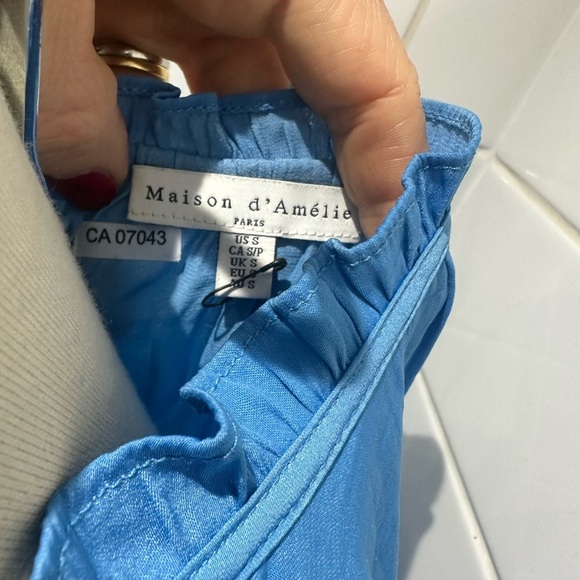 Maison d'Amélie
PARIS
CA 07043
US S
CA S/P
UK S
EU S
S